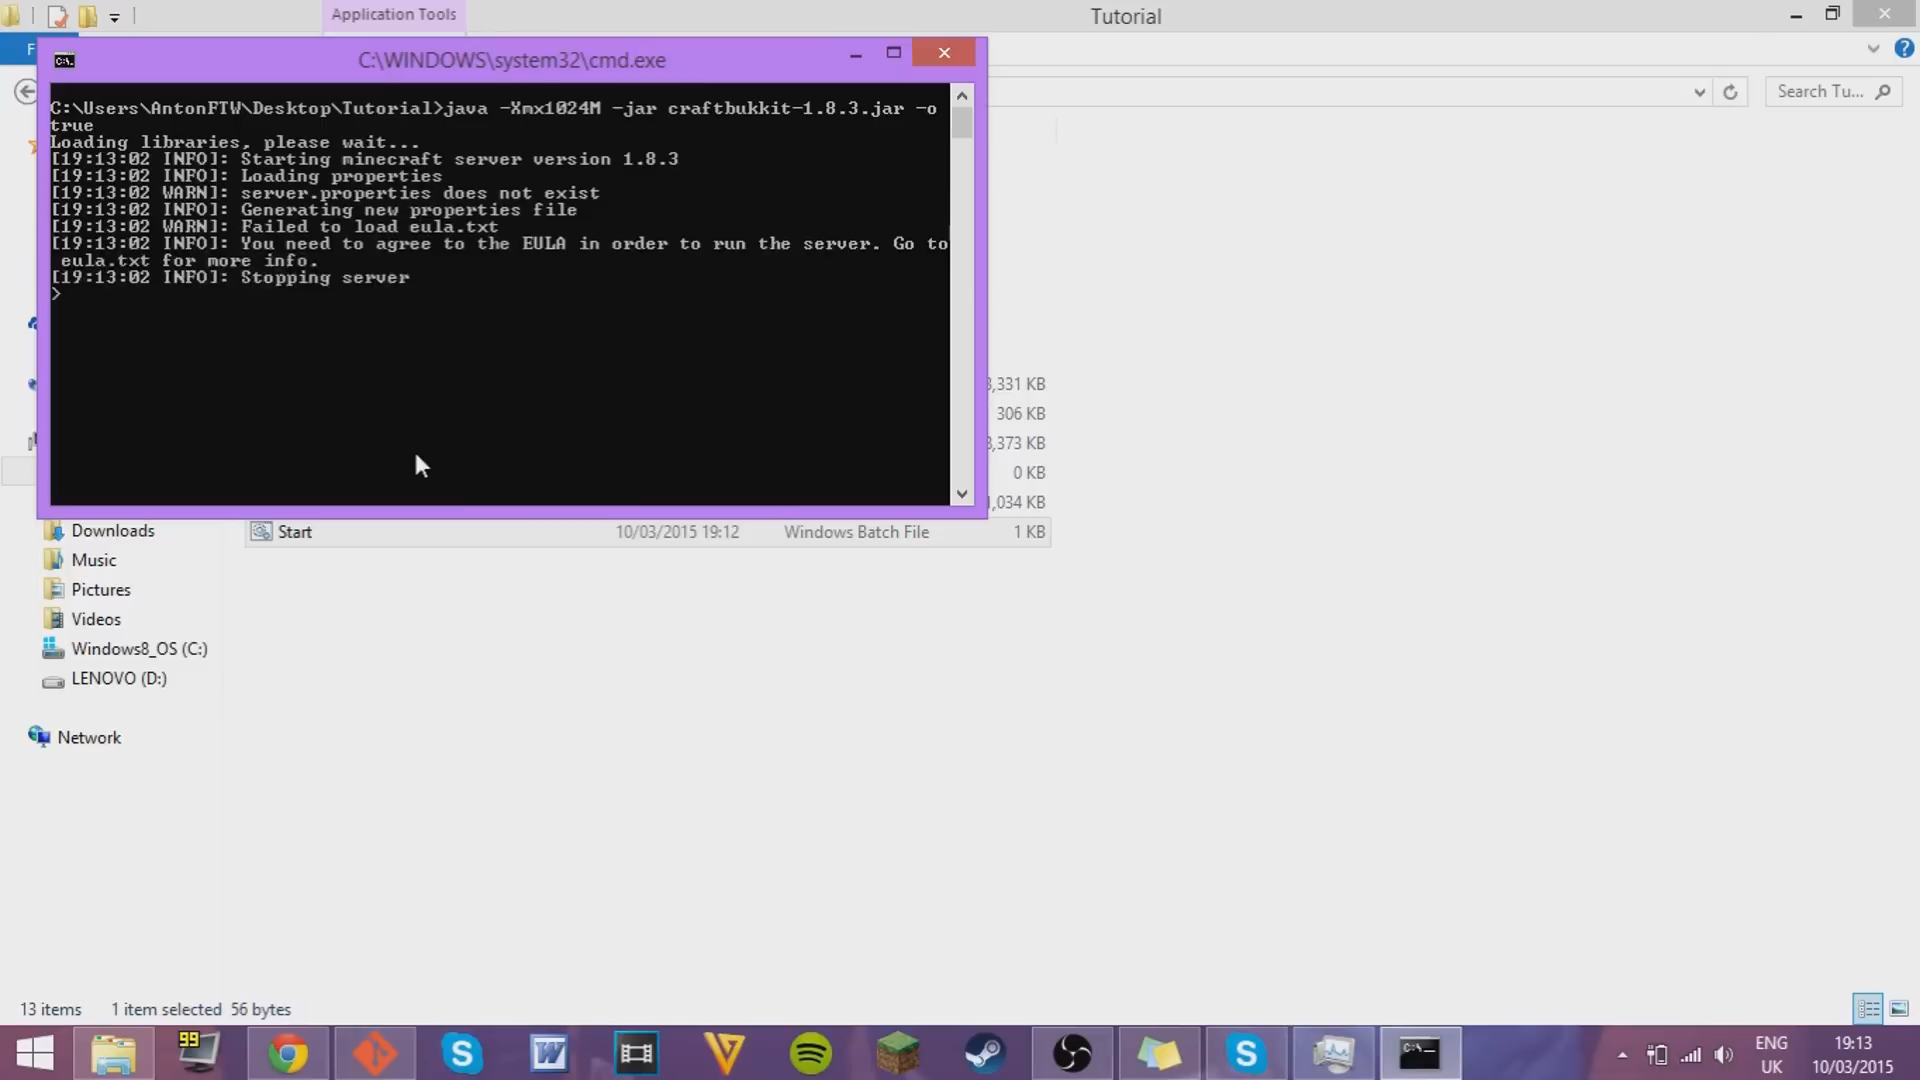 Application Tools
Tutorial
F
C:\WINDOWS\system32\cmd.exe
Search Tu...
C:\Users\AntonFTW\Desktop\Tutorial>java -Xmx1024M -jar craftbukkit-1.8.3.jar -o
true
Loading libraries, please wait...
[19:13:02 INFO]: Starting minecraft server version 1.8.3
[19:13:02 INFO]: Loading properties
[19:13:02 WARN]: server.properties does not exist
[19:13:02 INFO]: Generating new properties file
[19:13:02 WARN]: Failed to load eula.txt
[19:13:02 INFO]: You need to agree to the EULA in order to run the server. Go to
eula.txt for more info.
[19:13:02 INFO]: Stopping server
>
,331 KB
306 KB
,373 KB
0 KB
,034 KB
Downloads
Start 10/03/2015 19:12 Windows Batch File 1 KB
Music
Pictures
Videos
Windows8_OS (C:)
LENOVO (D:)
Network
13 items 1 item selected 56 bytes
99
ENG
UK
19:13
10/03/2015